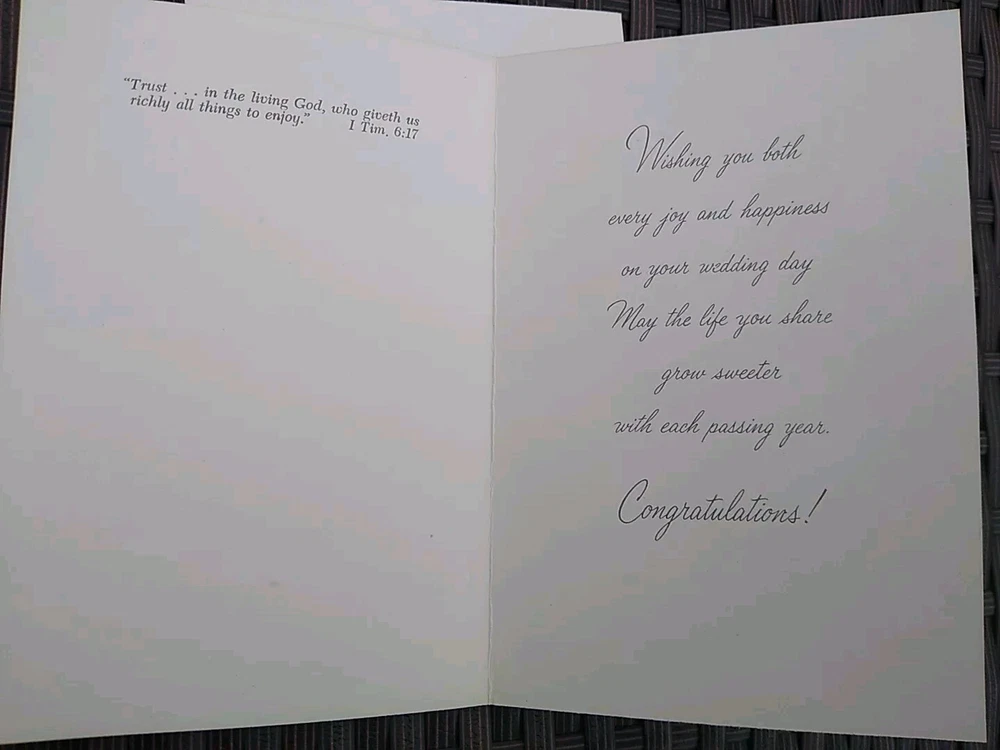 “Trust . . . in the living God, who giveth us
richly all things to enjoy.” I Tim. 6:17
Wishing you both
every joy and happiness
on your wedding day
May the life you share
grow sweeter
with each passing year.
Congratulations!